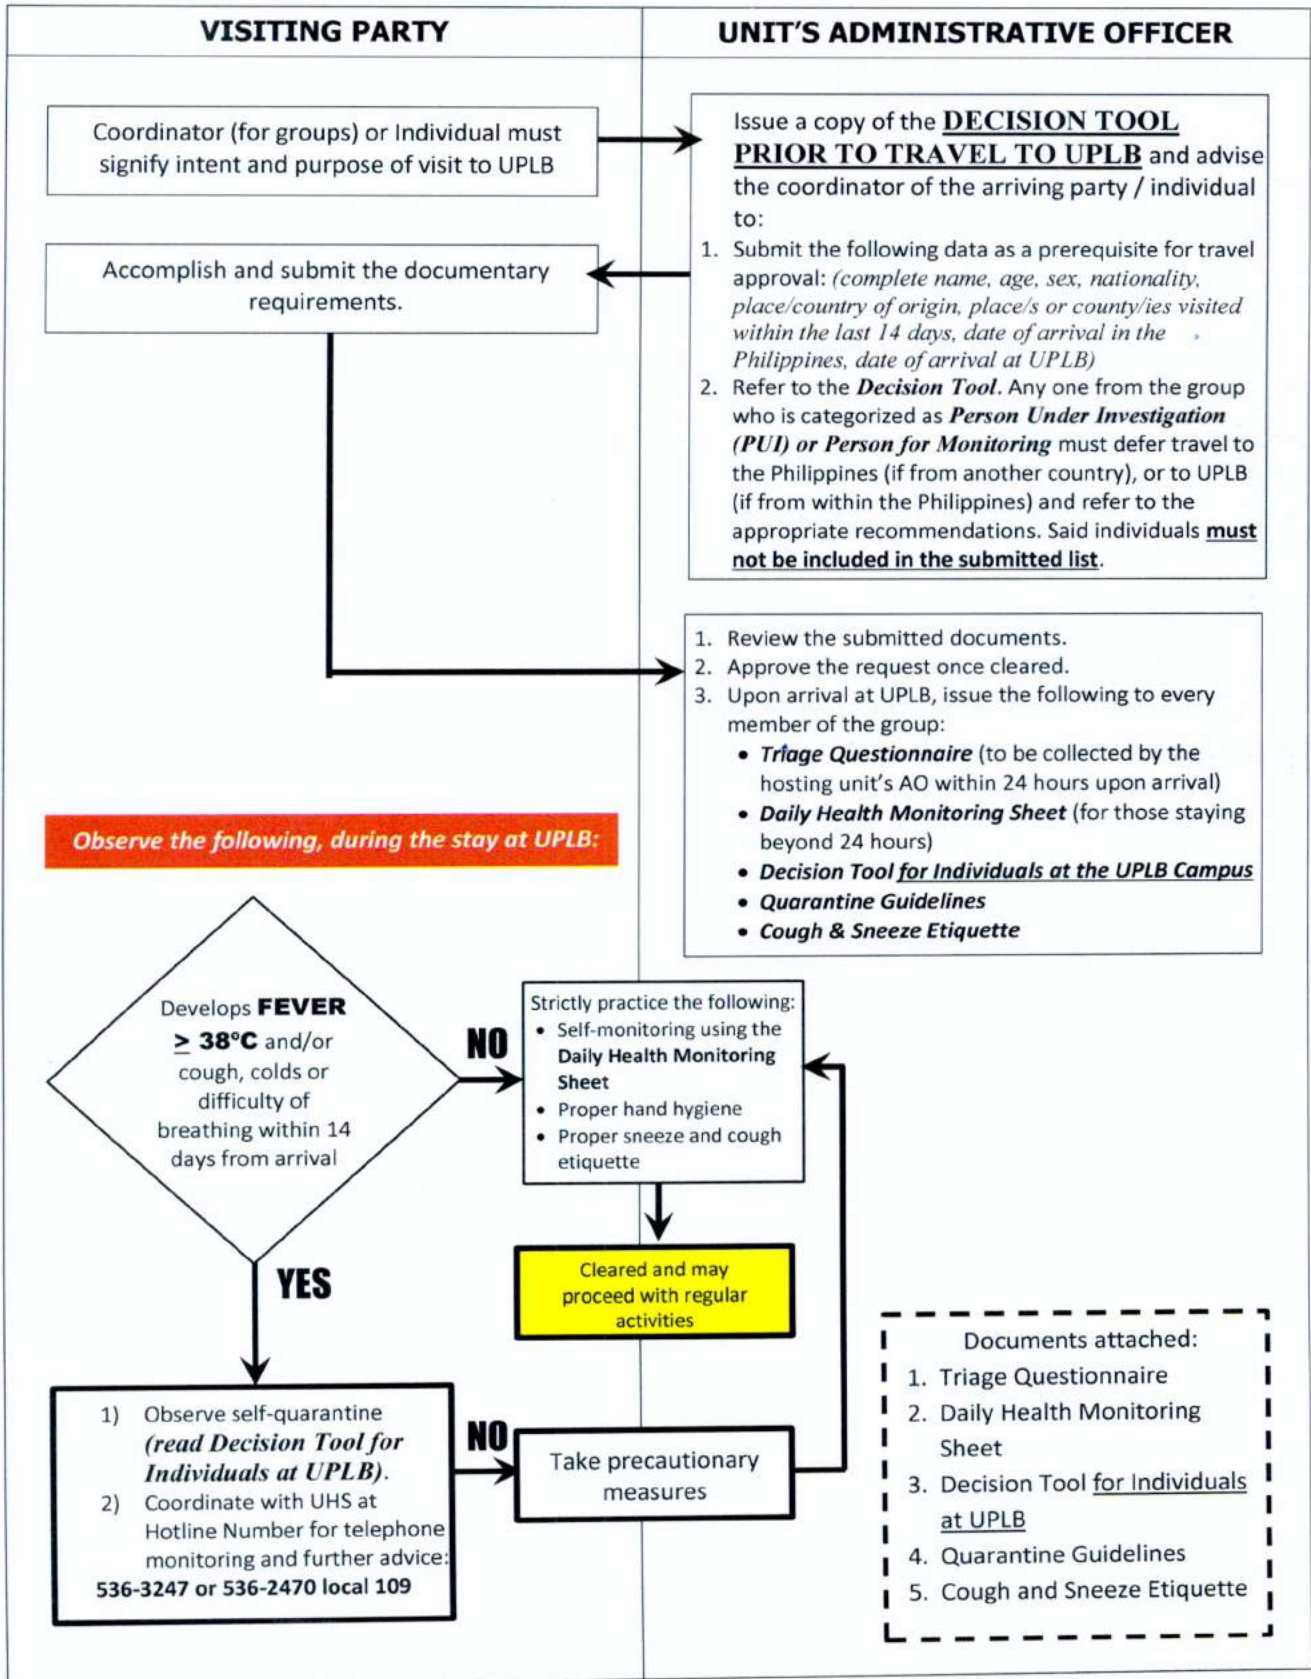 VISITING PARTY
UNIT'S ADMINISTRATIVE OFFICER
Coordinator (for groups) or Individual must
signify intent and purpose of visit to UPLB
Issue a copy of the DECISION TOOL
PRIOR TO TRAVEL TO UPLB and advise
the coordinator of the arriving party / individual
to:
1. Submit the following data as a prerequisite for travel
approval: (complete name, age, sex, nationality,
place/country of origin, place/s or county/ies visited
within the last 14 days, date of arrival in the
Philippines, date of arrival at UPLB)
2. Refer to the Decision Tool. Any one from the group
who is categorized as Person Under Investigation
(PUI) or Person for Monitoring must defer travel to
the Philippines (if from another country), or to UPLB
(if from within the Philippines) and refer to the
appropriate recommendations. Said individuals must
not be included in the submitted list.
Accomplish and submit the documentary
requirements.
1. Review the submitted documents.
2. Approve the request once cleared.
3. Upon arrival at UPLB, issue the following to every
member of the group:
• Triage Questionnaire (to be collected by the
hosting unit's AO within 24 hours upon arrival)
• Daily Health Monitoring Sheet (for those staying
beyond 24 hours)
• Decision Tool for Individuals at the UPLB Campus
• Quarantine Guidelines
• Cough & Sneeze Etiquette
Observe the following, during the stay at UPLB:
Develops FEVER
≥ 38°C and/or
cough, colds or
difficulty of
breathing within 14
days from arrival
NO
Strictly practice the following:
• Self-monitoring using the
Daily Health Monitoring
Sheet
• Proper hand hygiene
• Proper sneeze and cough
etiquette
Cleared and may
proceed with regular
activities
YES
1) Observe self-quarantine
(read Decision Tool for
Individuals at UPLB).
2) Coordinate with UHS at
Hotline Number for telephone
monitoring and further advice:
536-3247 or 536-2470 local 109
NO
Take precautionary
measures
Documents attached:
1. Triage Questionnaire
2. Daily Health Monitoring
Sheet
3. Decision Tool for Individuals
at UPLB
4. Quarantine Guidelines
5. Cough and Sneeze Etiquette